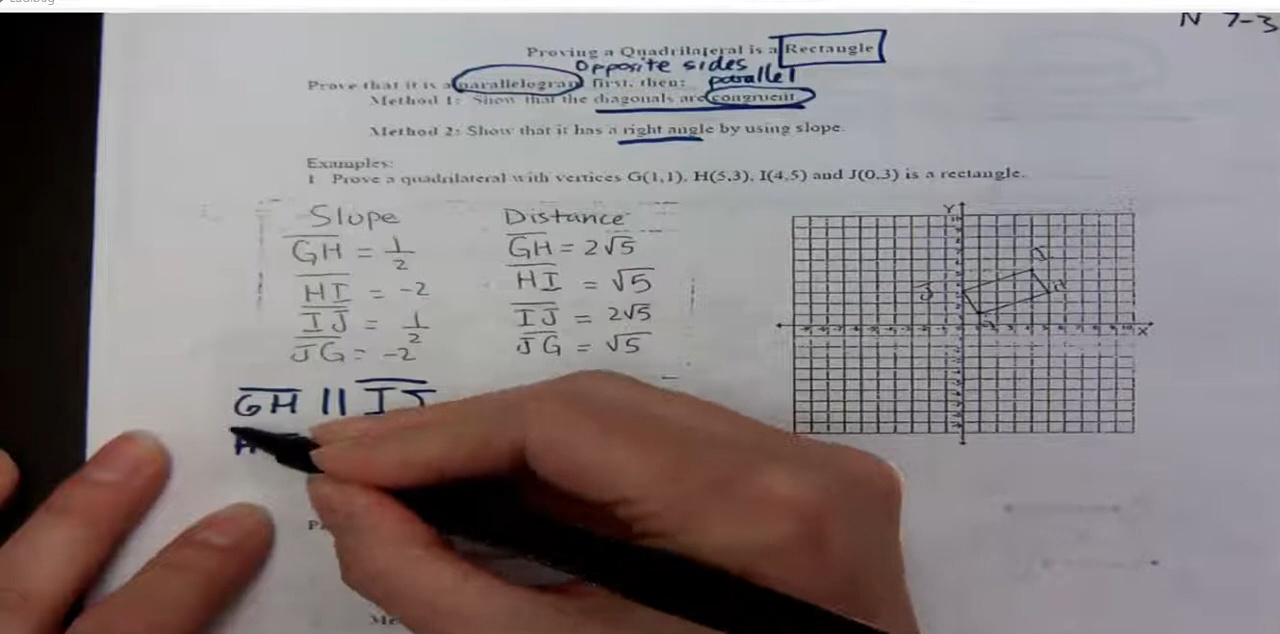 N 7-3
Proving a Quadrilateral is a Rectangle
Opposite sides
Prove that it is a parallelogram first, then: parallel
Method 1: Show that the diagonals are congruent.
Method 2: Show that it has a right angle by using slope.
Examples:
1 Prove a quadrilateral with vertices G(1,1), H(5,3), I(4,5) and J(0,3) is a rectangle.
Slope Distance
GH = 1/2 GH = 2√5
HI = -2 HI = √5
IJ = 1/2 IJ = 2√5
JG = -2 JG = √5
GH || IJ
H
Y
X
J
Me